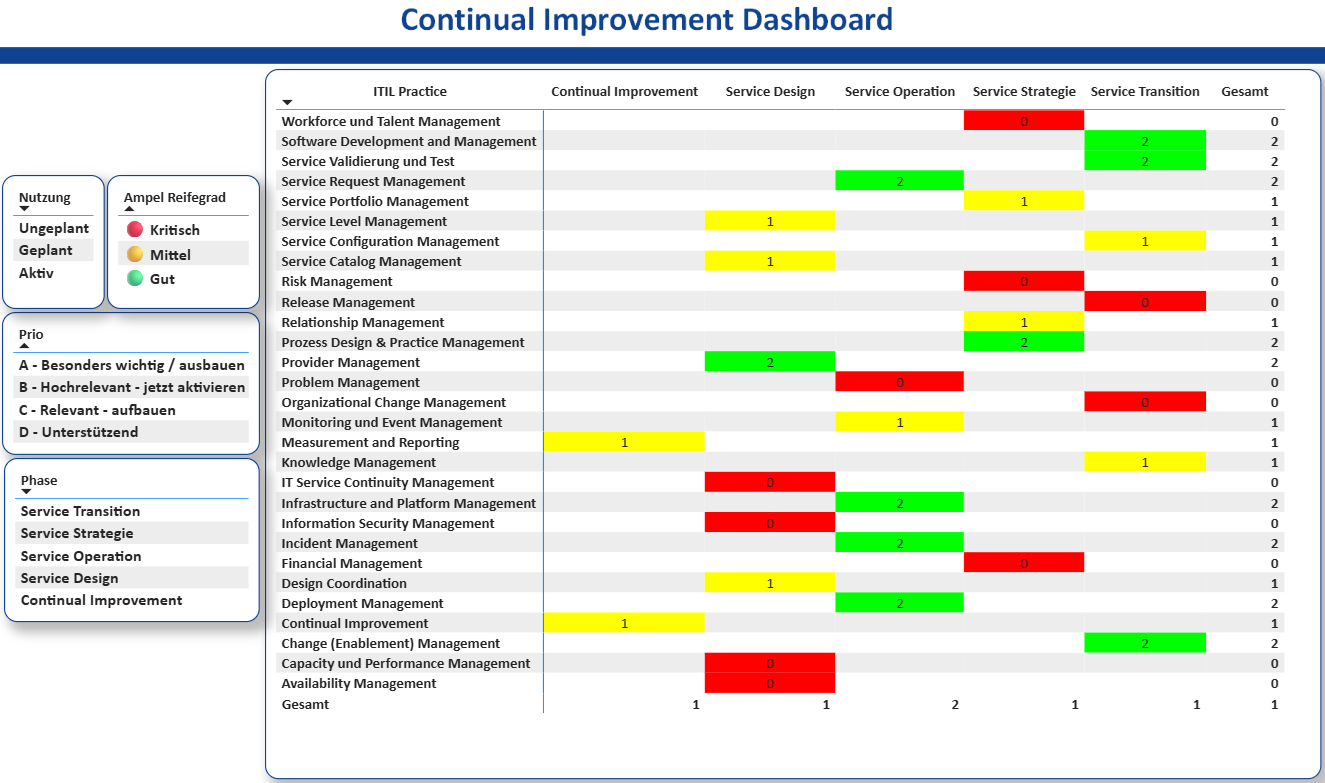 Continual Improvement Dashboard
Nutzung
Ungeplant
Geplant
Aktiv
Ampel Reifegrad
Kritisch
Mittel
Gut
Prio
A - Besonders wichtig / ausbauen
B - Hochrelevant - jetzt aktivieren
C - Relevant - aufbauen
D - Unterstützend
Phase
Service Transition
Service Strategie
Service Operation
Service Design
Continual Improvement
ITIL Practice Continual Improvement Service Design Service Operation Service Strategie Service Transition Gesamt
Workforce und Talent Management 0 0
Software Development and Management 2 2
Service Validierung und Test 2 2
Service Request Management 2 2
Service Portfolio Management 1 1
Service Level Management 1 1
Service Configuration Management 1 1
Service Catalog Management 1 1
Risk Management 0 0
Release Management 0 0
Relationship Management 1 1
Prozess Design & Practice Management 2 2
Provider Management 2 2
Problem Management 0 0
Organizational Change Management 0 0
Monitoring und Event Management 1 1
Measurement and Reporting 1 1
Knowledge Management 1 1
IT Service Continuity Management 0 0
Infrastructure and Platform Management 2 2
Information Security Management 0 0
Incident Management 2 2
Financial Management 0 0
Design Coordination 1 1
Deployment Management 2 2
Continual Improvement 1 1
Change (Enablement) Management 2 2
Capacity und Performance Management 0 0
Availability Management 0 0
Gesamt 1 1 2 1 1 1